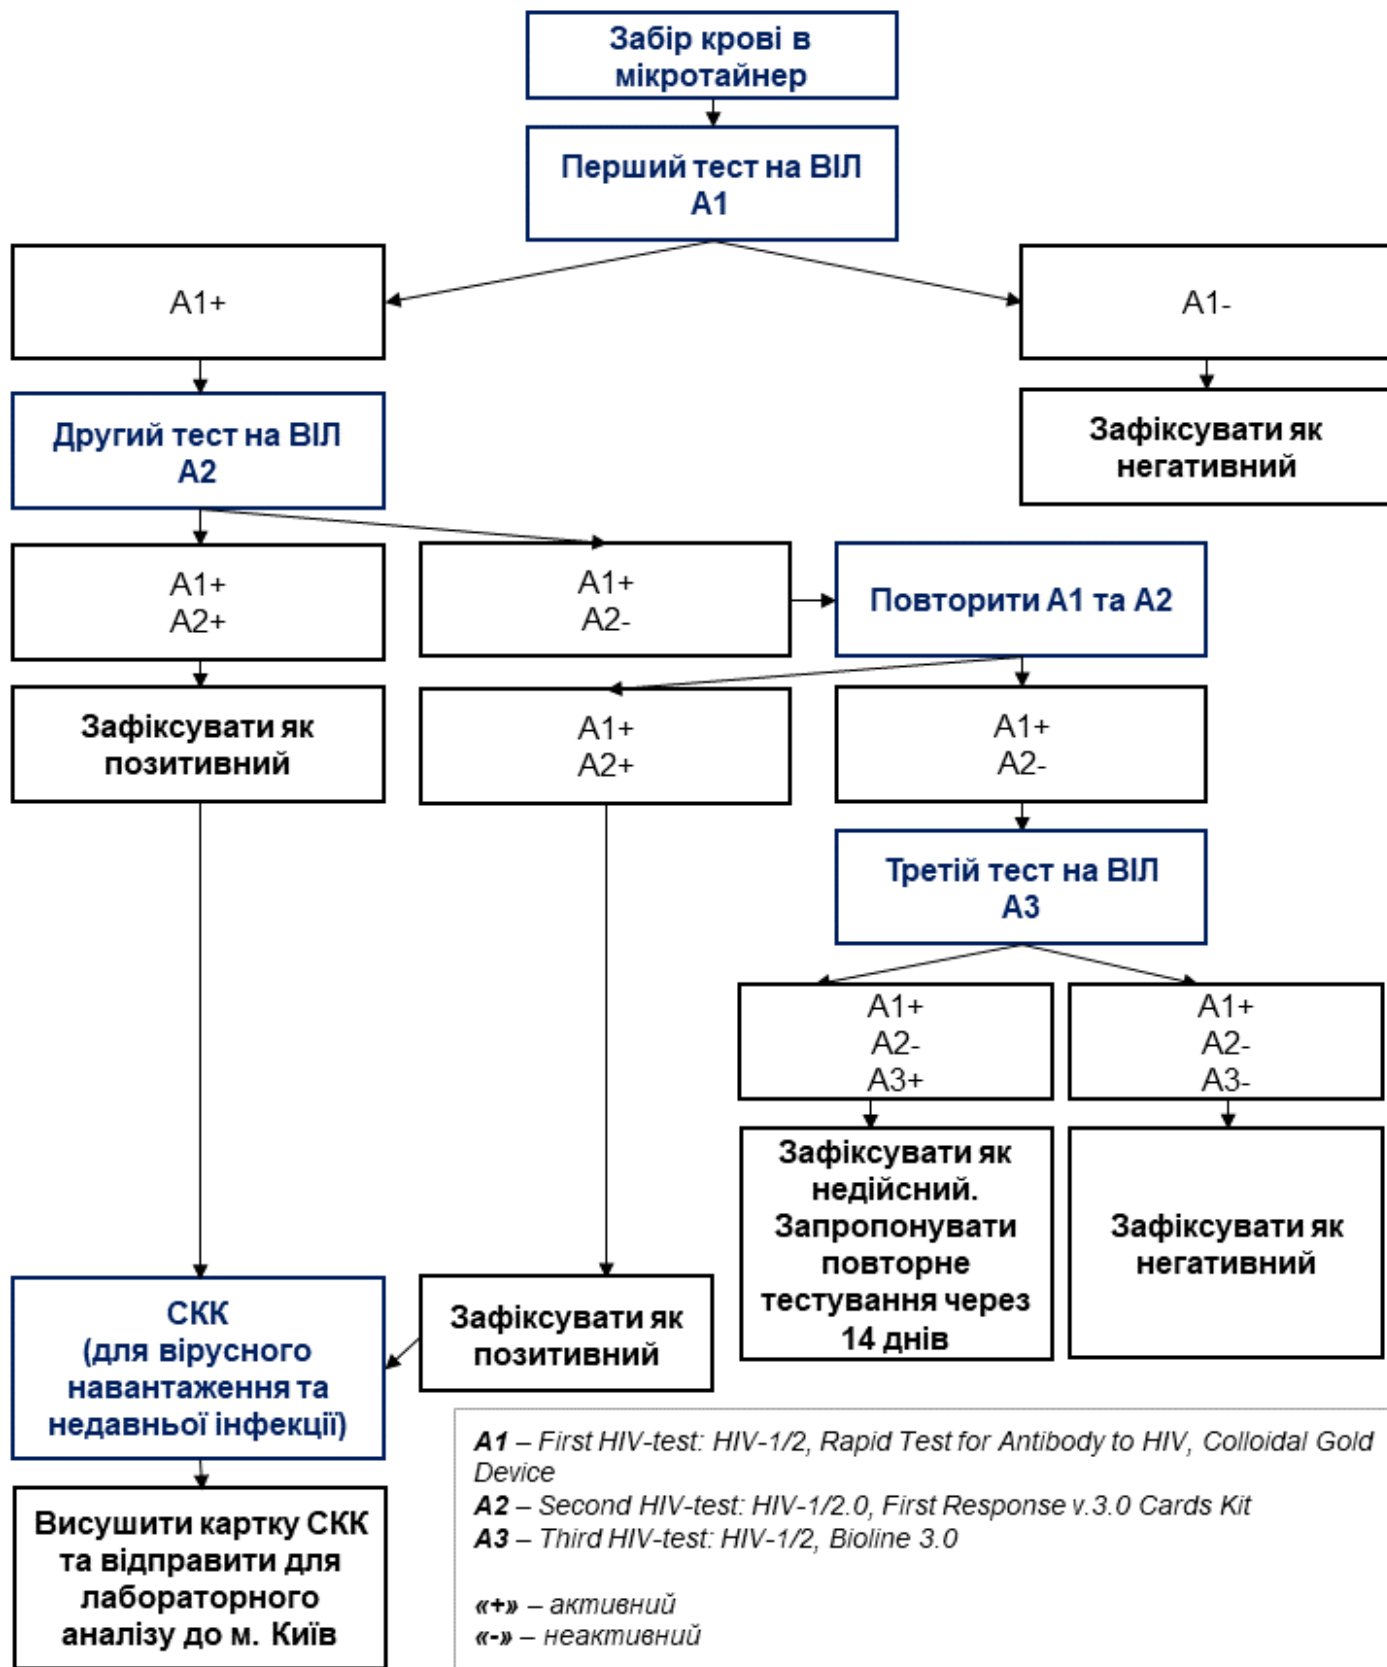 Забір крові в
мікротайнер
Перший тест на ВІЛ
А1
А1+
А1-
Другий тест на ВІЛ
А2
Зафіксувати як
негативний
А1+
А2+
А1+
А2-
Повторити А1 та А2
Зафіксувати як
позитивний
А1+
А2+
А1+
А2-
Третій тест на ВІЛ
А3
А1+
А2-
А3+
А1+
А2-
А3-
Зафіксувати як
недійсний.
Запропонувати
повторне
тестування через
14 днів
Зафіксувати як
негативний
СКК
(для вірусного
навантаження та
недавньої інфекції)
Зафіксувати як
позитивний
Висушити картку СКК
та відправити для
лабораторного
аналізу до м. Київ
A1 – First HIV-test: HIV-1/2, Rapid Test for Antibody to HIV, Colloidal Gold
Device
A2 – Second HIV-test: HIV-1/2.0, First Response v.3.0 Cards Kit
A3 – Third HIV-test: HIV-1/2, Bioline 3.0
«+» – активний
«-» – неактивний